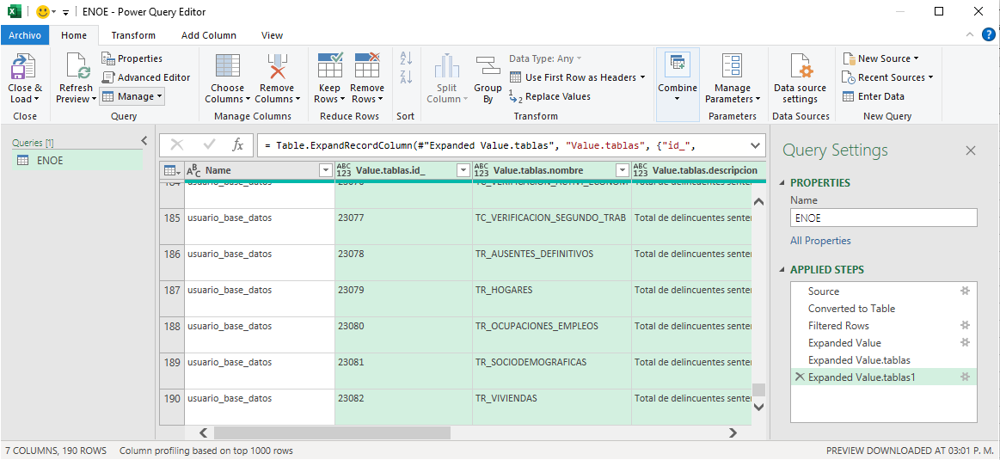 ENOE - Power Query Editor
Archivo Home Transform Add Column View
Close & Load
Close
Refresh Preview
Properties
Advanced Editor
Manage
Query
Choose Columns
Remove Columns
Manage Columns
Keep Rows
Remove Rows
Reduce Rows
Sort
Split Column
Group By
Data Type: Any
Use First Row as Headers
Replace Values
Transform
Combine
Manage Parameters
Parameters
Data source settings
Data Sources
New Source
Recent Sources
Enter Data
New Query
Queries [1]
ENOE
= Table.ExpandRecordColumn(#"Expanded Value.tablas", "Value.tablas", {"id_",
Name Value.tablas.id_ Value.tablas.nombre Value.tablas.descripcion
185 usuario_base_datos 23077 TC_VERIFICACION_SEGUNDO_TRAB Total de delincuentes senter
186 usuario_base_datos 23078 TR_AUSENTES_DEFINITIVOS Total de delincuentes senter
187 usuario_base_datos 23079 TR_HOGARES Total de delincuentes senter
188 usuario_base_datos 23080 TR_OCUPACIONES_EMPLEOS Total de delincuentes senter
189 usuario_base_datos 23081 TR_SOCIODEMOGRAFICAS Total de delincuentes senter
190 usuario_base_datos 23082 TR_VIVIENDAS Total de delincuentes senter
Query Settings
PROPERTIES
Name
ENOE
All Properties
APPLIED STEPS
Source
Converted to Table
Filtered Rows
Expanded Value
Expanded Value.tablas
Expanded Value.tablas1
7 COLUMNS, 190 ROWS Column profiling based on top 1000 rows
PREVIEW DOWNLOADED AT 03:01 P. M.